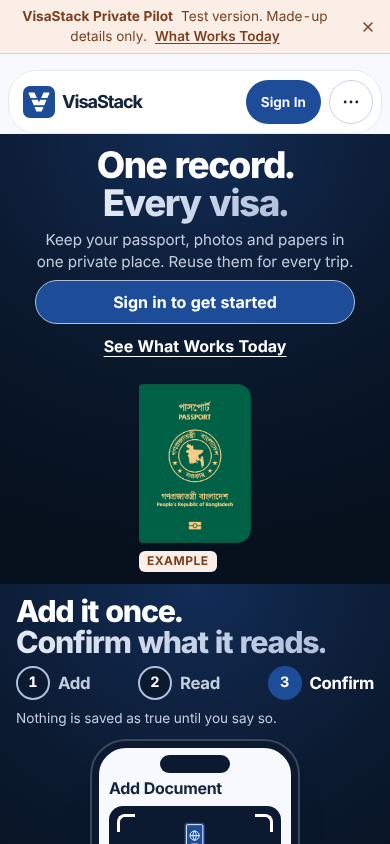 VisaStack Private Pilot Test version. Made-up
details only. What Works Today
×
VisaStack
Sign In
...
One record.
Every visa.
Keep your passport, photos and papers in
one private place. Reuse them for every trip.
Sign in to get started
See What Works Today
পাসপোর্ট
PASSPORT
গণপ্রজাতন্ত্রী বাংলাদেশ
সরকার
গণপ্রজাতন্ত্রী বাংলাদেশ
People's Republic of Bangladesh
EXAMPLE
Add it once.
Confirm what it reads.
1 Add 2 Read 3 Confirm
Nothing is saved as true until you say so.
Add Document